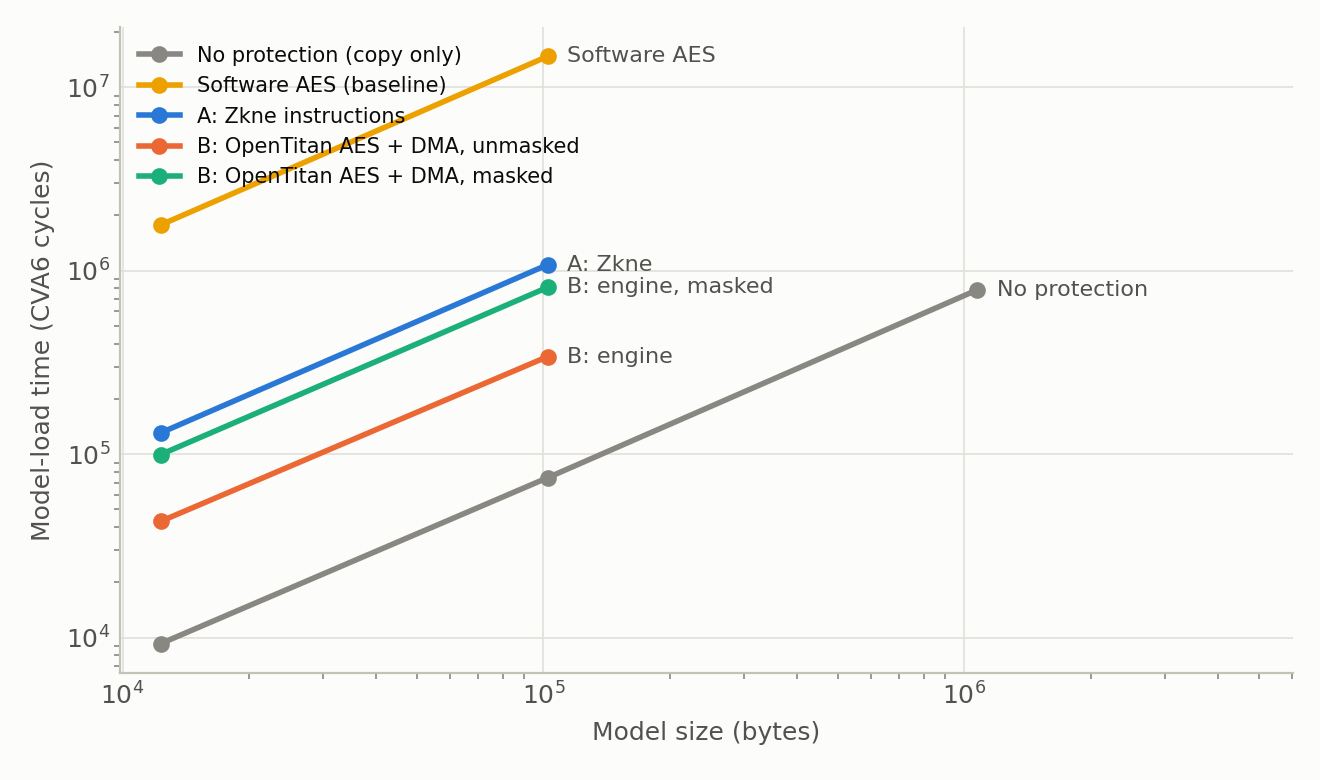 No protection (copy only)
Software AES (baseline)
A: Zkne instructions
B: OpenTitan AES + DMA, unmasked
B: OpenTitan AES + DMA, masked
Software AES
A: Zkne
B: engine, masked
No protection
B: engine
10⁷
10⁶
10⁵
10⁴
Model-load time (CVA6 cycles)
10⁴ 10⁵ 10⁶
Model size (bytes)